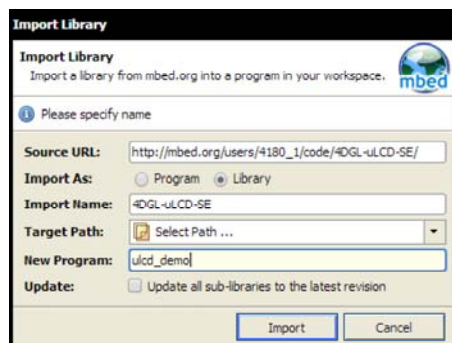 Import Library
Import Library
Import a library from mbed.org into a program in your workspace.
mbed
Please specify name
Source URL: http://mbed.org/users/4180_1/code/4DGL-uLCD-SE/
Import As: Program Library
Import Name: 4DGL-uLCD-SE
Target Path: Select Path ...
New Program: ulcd_demo
Update: Update all sub-libraries to the latest revision
Import Cancel